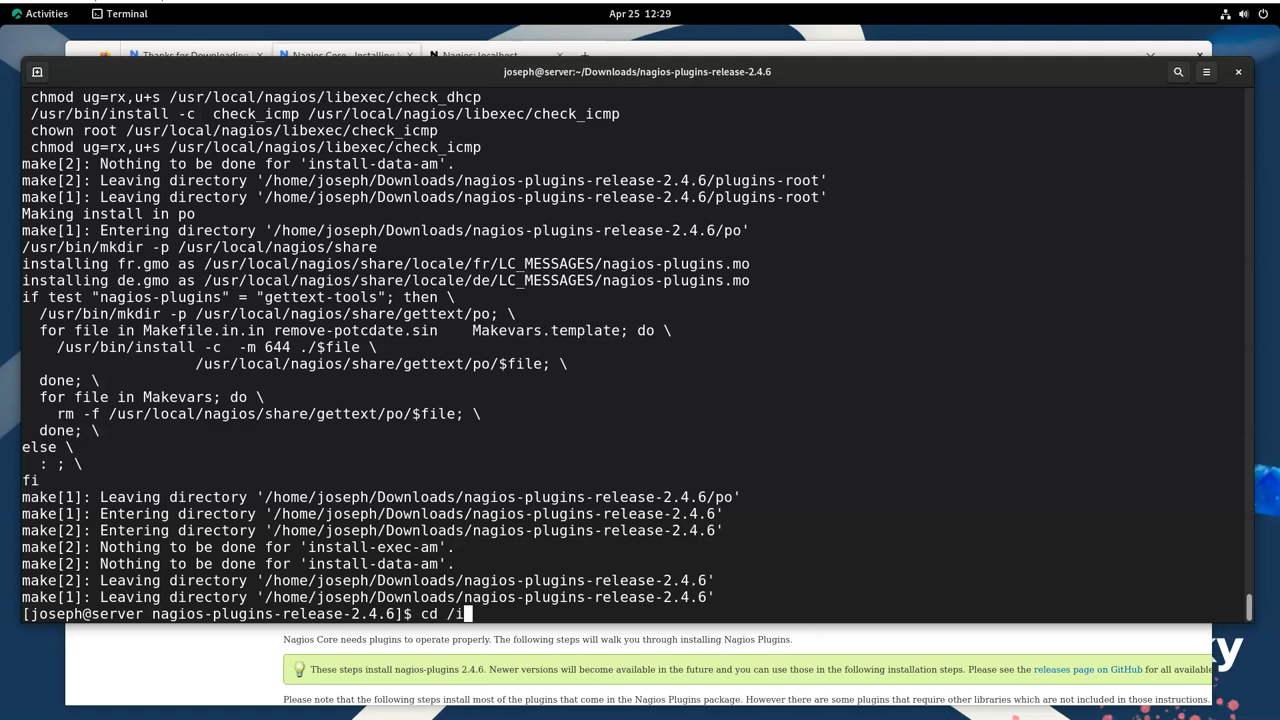 Activities Terminal Apr 25 12:29
Thanks for Downloading Nagios Core - Installing Nagios: localhost
joseph@server:~/Downloads/nagios-plugins-release-2.4.6
chmod ug=rx,u+s /usr/local/nagios/libexec/check_dhcp
/usr/bin/install -c  check_icmp /usr/local/nagios/libexec/check_icmp
chown root /usr/local/nagios/libexec/check_icmp
chmod ug=rx,u+s /usr/local/nagios/libexec/check_icmp
make[2]: Nothing to be done for 'install-data-am'.
make[2]: Leaving directory '/home/joseph/Downloads/nagios-plugins-release-2.4.6/plugins-root'
make[1]: Leaving directory '/home/joseph/Downloads/nagios-plugins-release-2.4.6/plugins-root'
Making install in po
make[1]: Entering directory '/home/joseph/Downloads/nagios-plugins-release-2.4.6/po'
/usr/bin/mkdir -p /usr/local/nagios/share
installing fr.gmo as /usr/local/nagios/share/locale/fr/LC_MESSAGES/nagios-plugins.mo
installing de.gmo as /usr/local/nagios/share/locale/de/LC_MESSAGES/nagios-plugins.mo
if test "nagios-plugins" = "gettext-tools"; then \
  /usr/bin/mkdir -p /usr/local/nagios/share/gettext/po; \
  for file in Makefile.in.in remove-potcdate.sin    Makevars.template; do \
    /usr/bin/install -c  -m 644 ./$file \
                    /usr/local/nagios/share/gettext/po/$file; \
  done; \
  for file in Makevars; do \
    rm -f /usr/local/nagios/share/gettext/po/$file; \
  done; \
else \
  : ; \
fi
make[1]: Leaving directory '/home/joseph/Downloads/nagios-plugins-release-2.4.6/po'
make[1]: Entering directory '/home/joseph/Downloads/nagios-plugins-release-2.4.6'
make[2]: Entering directory '/home/joseph/Downloads/nagios-plugins-release-2.4.6'
make[2]: Nothing to be done for 'install-exec-am'.
make[2]: Nothing to be done for 'install-data-am'.
make[2]: Leaving directory '/home/joseph/Downloads/nagios-plugins-release-2.4.6'
make[1]: Leaving directory '/home/joseph/Downloads/nagios-plugins-release-2.4.6'
[joseph@server nagios-plugins-release-2.4.6]$ cd /i
Nagios Core needs plugins to operate properly. The following steps will walk you through installing Nagios Plugins.
These steps install nagios-plugins 2.4.6. Newer versions will become available in the future and you can use those in the following installation steps. Please see the releases page on GitHub for all available
Please note that the following steps install most of the plugins that come in the Nagios Plugins package. However there are some plugins that require other libraries which are not included in those instructions.